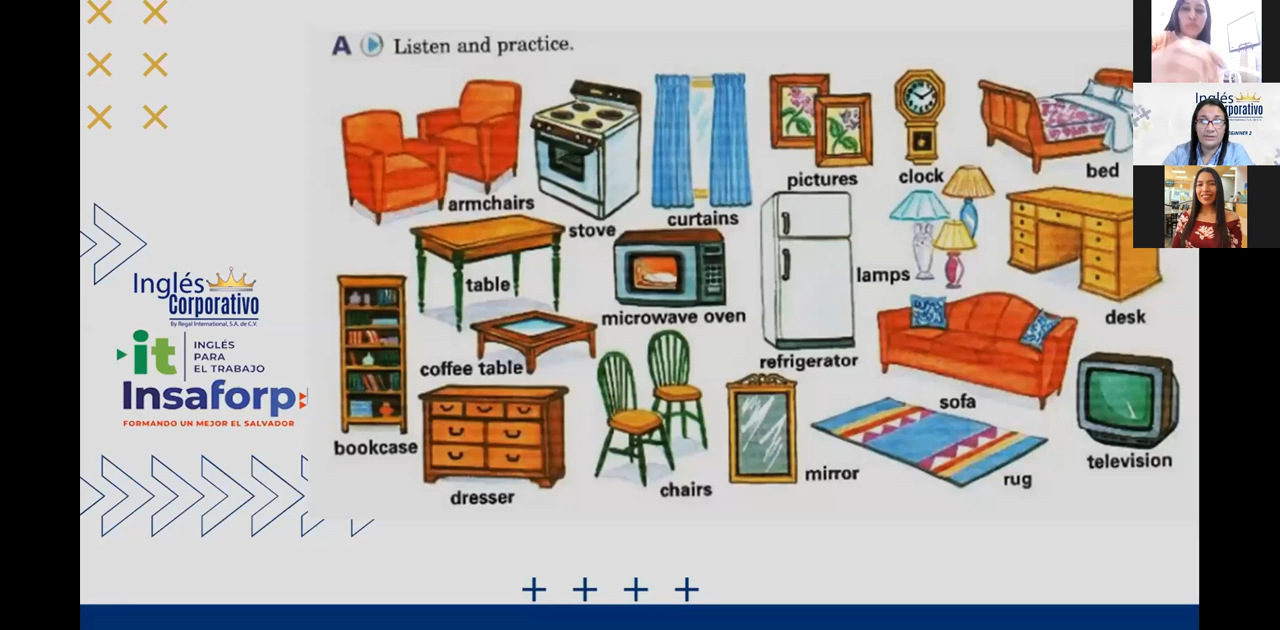 A Listen and practice.
armchairs
stove
curtains
pictures
clock
bed
table
microwave oven
lamps
desk
coffee table
refrigerator
sofa
bookcase
dresser
chairs
mirror
rug
television
Inglés
Corporativo
By Regal International, S.A. de C.V.
it
INGLÉS
PARA
EL TRABAJO
Insaforp
FORMANDO UN MEJOR EL SALVADOR
Inglés